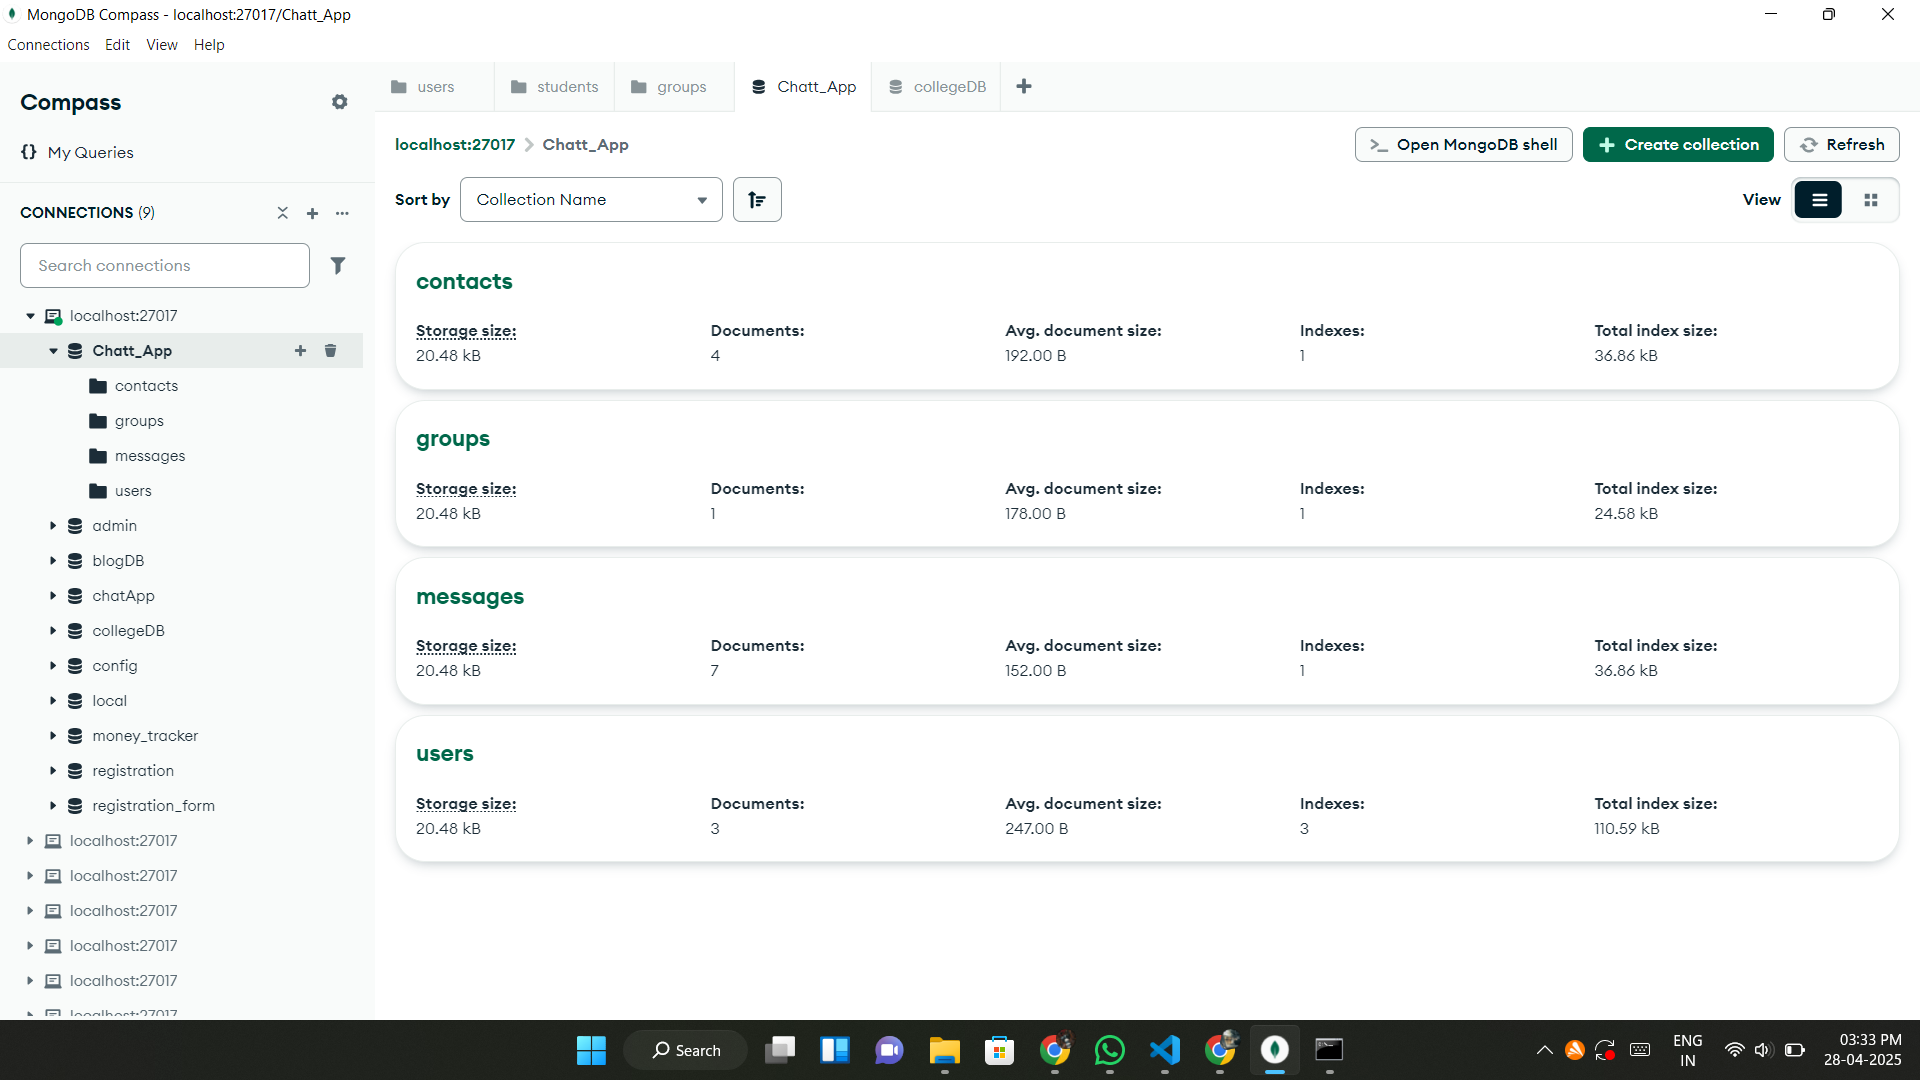 MongoDB Compass - localhost:27017/Chatt_App
Connections Edit View Help
Compass
My Queries
CONNECTIONS (9)
Search connections
localhost:27017
Chatt_App
contacts
groups
messages
users
admin
blogDB
chatApp
collegeDB
config
local
money_tracker
registration
registration_form
localhost:27017
localhost:27017
localhost:27017
localhost:27017
localhost:27017
localhost:27017
users students groups Chatt_App collegeDB
localhost:27017 Chatt_App
>_ Open MongoDB shell + Create collection Refresh
Sort by Collection Name View
contacts
Storage size: Documents: Avg. document size: Indexes: Total index size:
20.48 kB 4 192.00 B 1 36.86 kB
groups
Storage size: Documents: Avg. document size: Indexes: Total index size:
20.48 kB 1 178.00 B 1 24.58 kB
messages
Storage size: Documents: Avg. document size: Indexes: Total index size:
20.48 kB 7 152.00 B 1 36.86 kB
users
Storage size: Documents: Avg. document size: Indexes: Total index size:
20.48 kB 3 247.00 B 3 110.59 kB
Search
ENG
IN
03:33 PM
28-04-2025